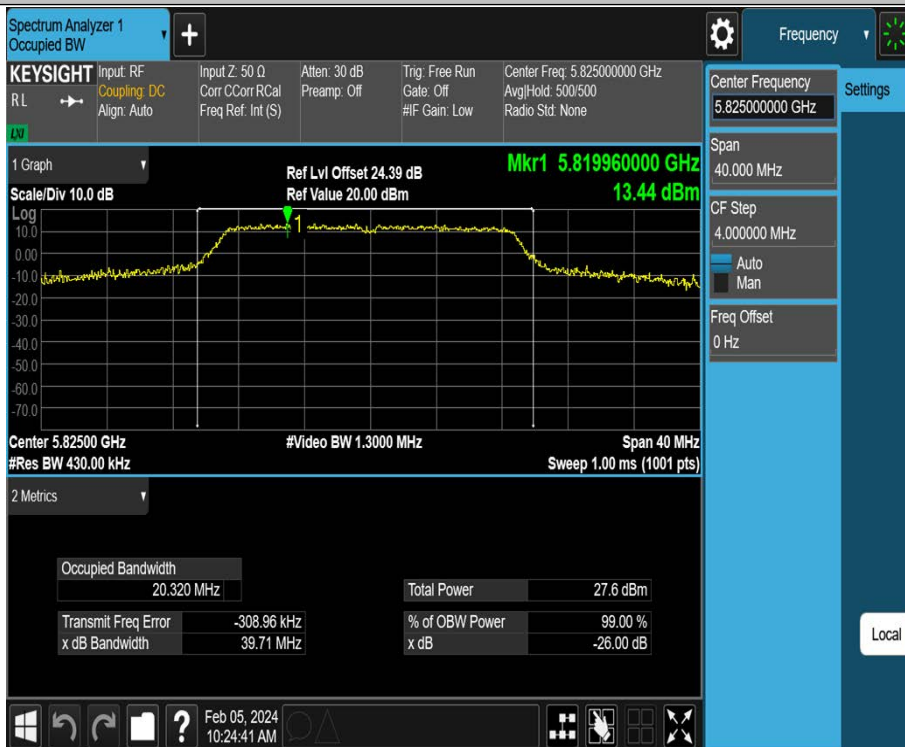 Spectrum Analyzer 1
Occupied BW
+
Frequency
KEYSIGHT
R L
LXI
Input: RF
Coupling: DC
Align: Auto
Input Z: 50 Ω
Corr CCorr RCal
Freq Ref: Int (S)
Atten: 30 dB
Preamp: Off
Trig: Free Run
Gate: Off
#IF Gain: Low
Center Freq: 5.825000000 GHz
Avg|Hold: 500/500
Radio Std: None
Center Frequency
5.825000000 GHz
Settings
Span
40.000 MHz
CF Step
4.000000 MHz
Auto
Man
Freq Offset
0 Hz
Local
1 Graph
Scale/Div 10.0 dB
Ref Lvl Offset 24.39 dB
Ref Value 20.00 dBm
Mkr1 5.819960000 GHz
13.44 dBm
Log
10.0
0.00
-10.0
-20.0
-30.0
-40.0
-50.0
-60.0
-70.0
1
Center 5.82500 GHz
#Res BW 430.00 kHz
#Video BW 1.3000 MHz
Span 40 MHz
Sweep 1.00 ms (1001 pts)
2 Metrics
Occupied Bandwidth
20.320 MHz
Total Power 27.6 dBm
Transmit Freq Error -308.96 kHz
% of OBW Power 99.00 %
x dB Bandwidth 39.71 MHz
x dB -26.00 dB
?
Feb 05, 2024
10:24:41 AM